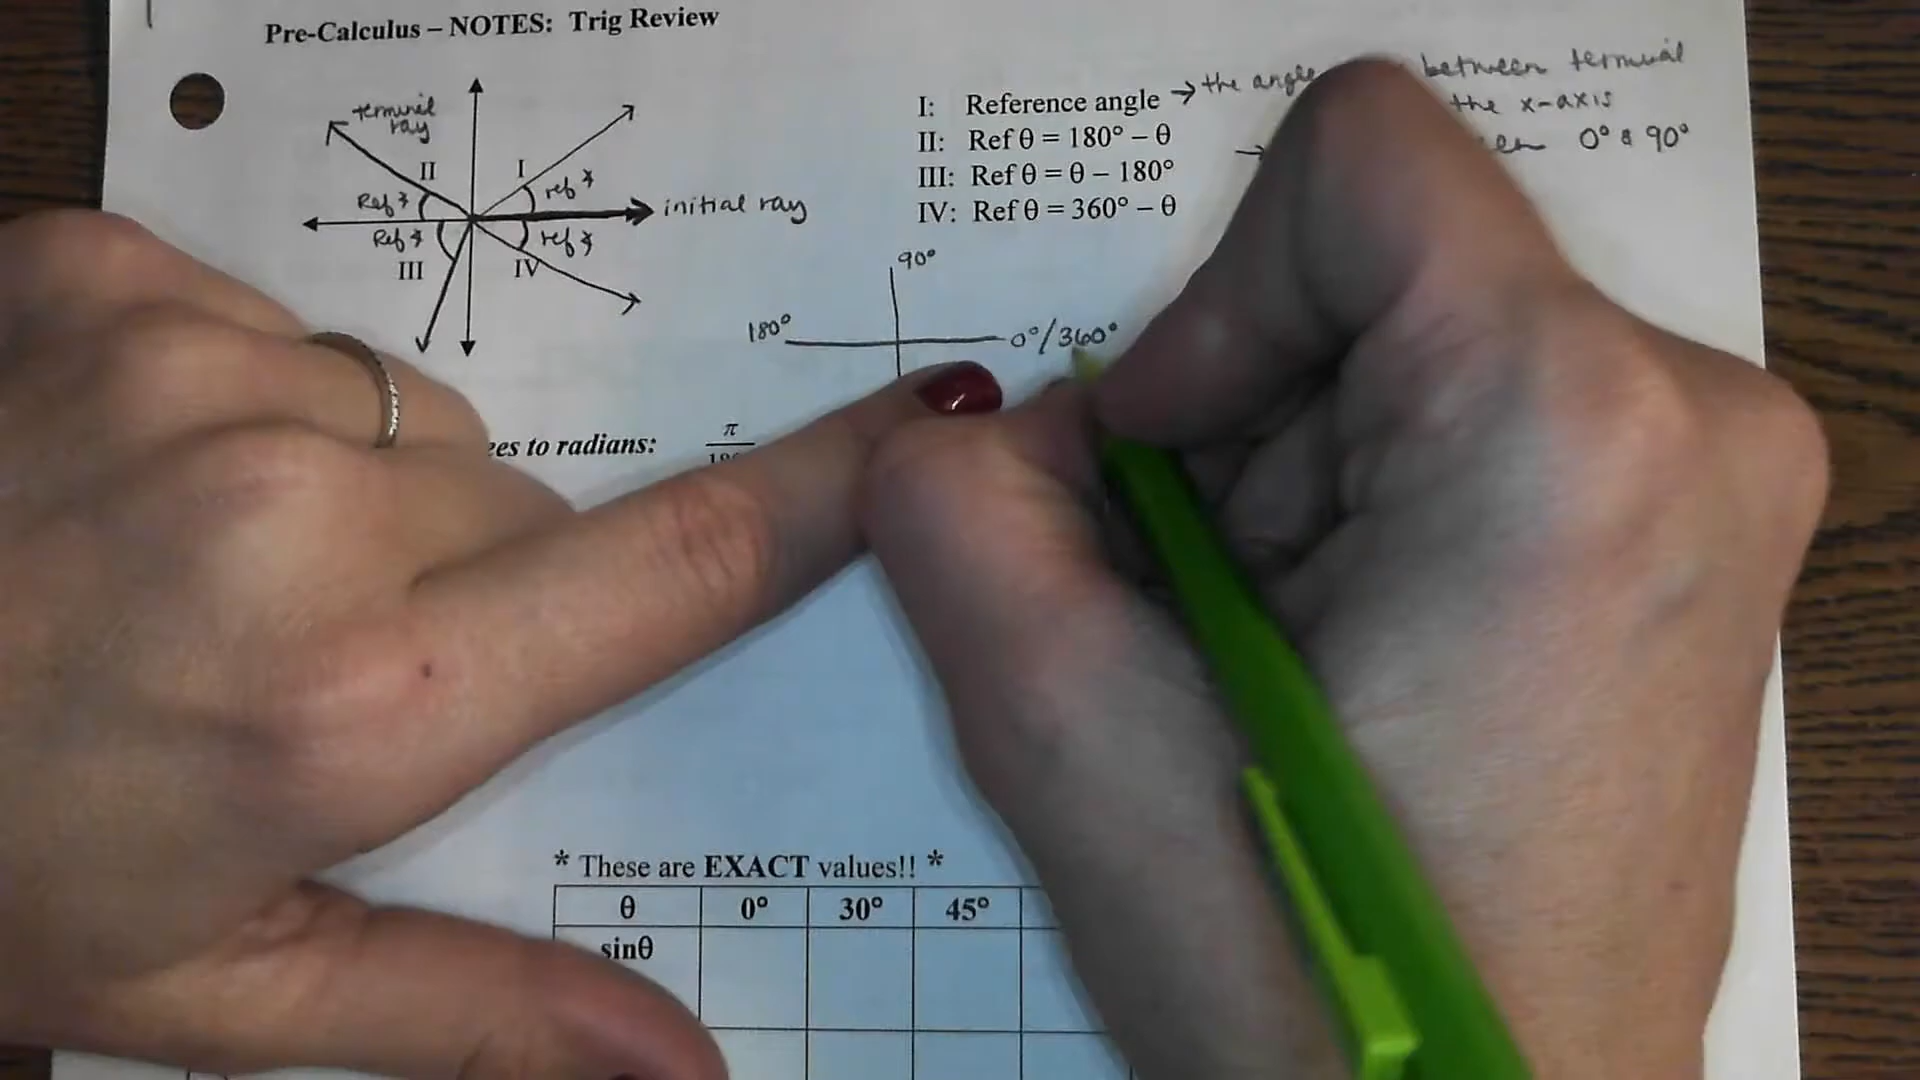 Pre-Calculus – NOTES: Trig Review
terminal
ray
II
I
Ref ∡
ref ∡
initial ray
Ref ∡
ref ∡
III
IV
I: Reference angle → the angle between terminal
the x-axis
II: Ref θ = 180° – θ
→ 0° & 90°
III: Ref θ = θ – 180°
IV: Ref θ = 360° – θ
90°
180°
0°/360°
to radians:
π
* These are EXACT values!! *
θ 0° 30° 45°
sinθ